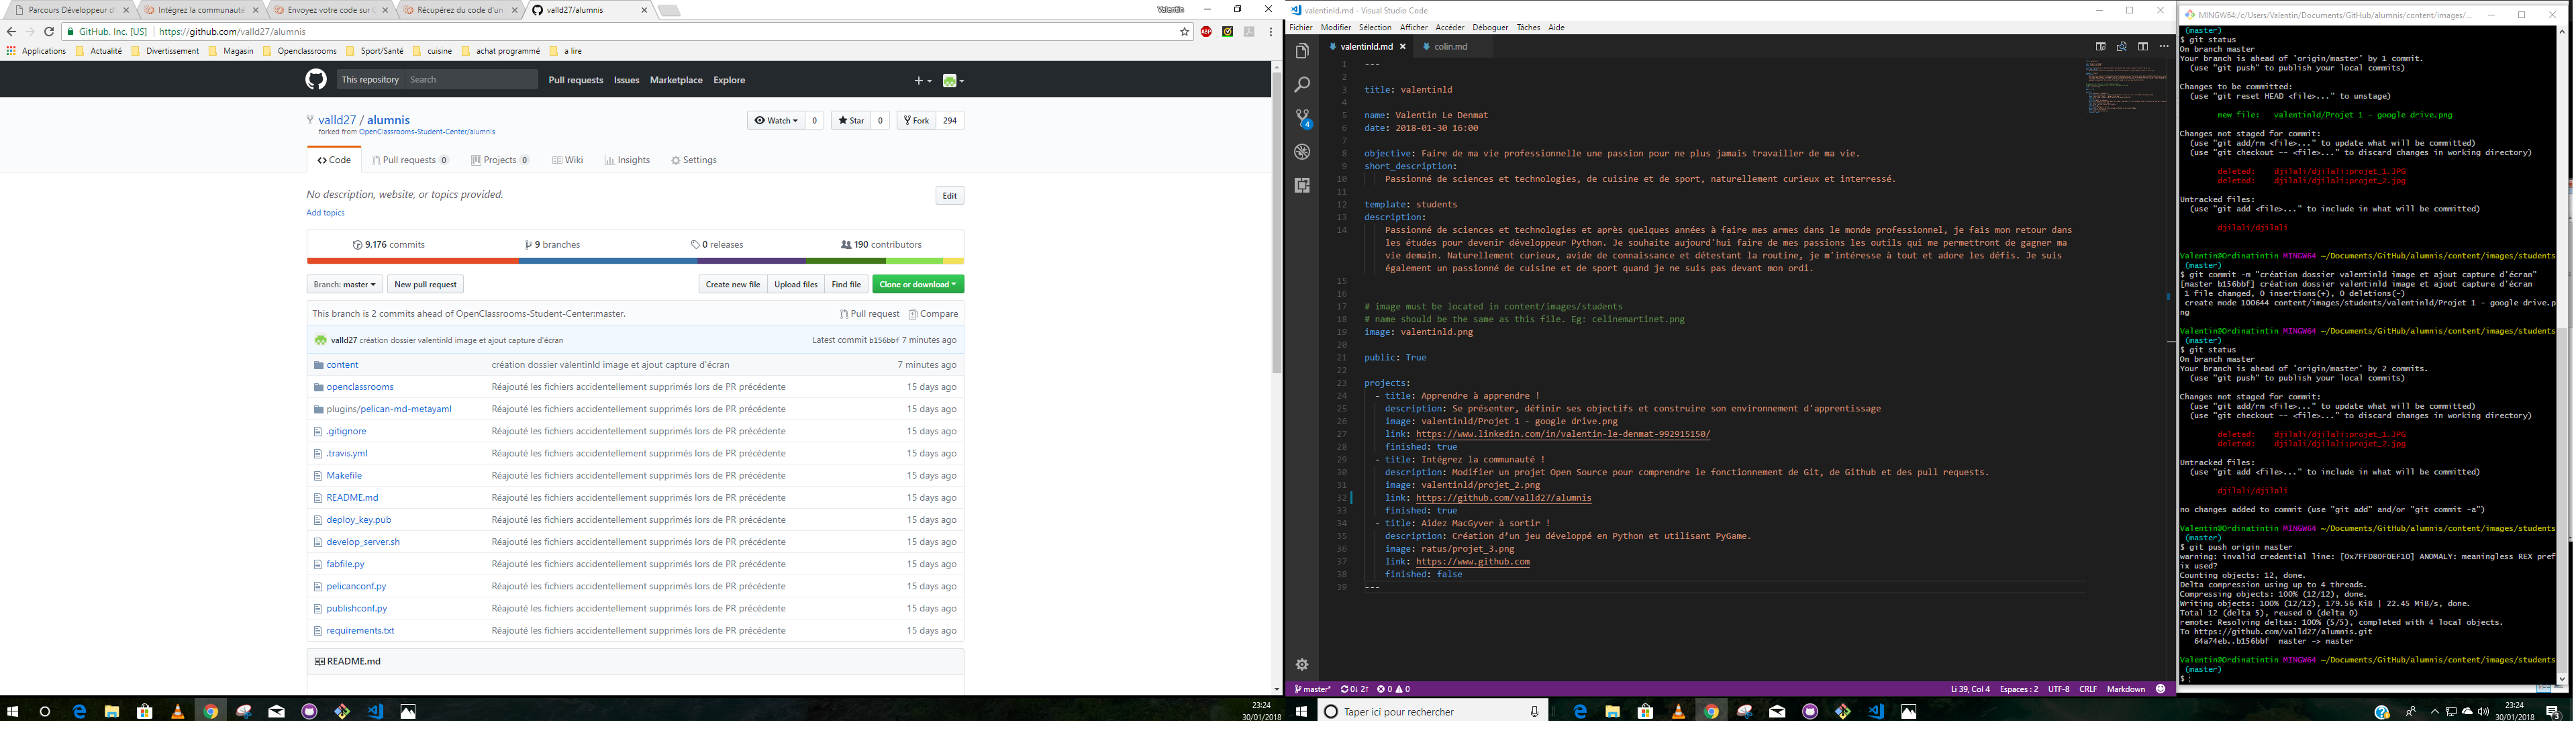 Parcours Développeur d'
Intégrez la communauté
Envoyez votre code sur G
Récupérez du code d'un
valld27/alumnis
Valentin
GitHub, Inc. [US] | https://github.com/valld27/alumnis
Applications Actualité Divertissement Magasin Openclassrooms Sport/Santé cuisine achat programmé a lire
This repository Search Pull requests Issues Marketplace Explore
valld27 / alumnis
forked from OpenClassrooms-Student-Center/alumnis
Watch 0 Star 0 Fork 294
Code Pull requests 0 Projects 0 Wiki Insights Settings
No description, website, or topics provided. Edit
Add topics
9,176 commits 9 branches 0 releases 190 contributors
Branch: master New pull request Create new file Upload files Find file Clone or download
This branch is 2 commits ahead of OpenClassrooms-Student-Center:master. Pull request Compare
valld27 création dossier valentinld image et ajout capture d'écran Latest commit b156bbf 7 minutes ago
content création dossier valentinld image et ajout capture d'écran 7 minutes ago
openclassrooms Réajouté les fichiers accidentellement supprimés lors de PR précédente 15 days ago
plugins/pelican-md-metayaml Réajouté les fichiers accidentellement supprimés lors de PR précédente 15 days ago
.gitignore Réajouté les fichiers accidentellement supprimés lors de PR précédente 15 days ago
.travis.yml Réajouté les fichiers accidentellement supprimés lors de PR précédente 15 days ago
Makefile Réajouté les fichiers accidentellement supprimés lors de PR précédente 15 days ago
README.md Réajouté les fichiers accidentellement supprimés lors de PR précédente 15 days ago
deploy_key.pub Réajouté les fichiers accidentellement supprimés lors de PR précédente 15 days ago
develop_server.sh Réajouté les fichiers accidentellement supprimés lors de PR précédente 15 days ago
fabfile.py Réajouté les fichiers accidentellement supprimés lors de PR précédente 15 days ago
pelicanconf.py Réajouté les fichiers accidentellement supprimés lors de PR précédente 15 days ago
publishconf.py Réajouté les fichiers accidentellement supprimés lors de PR précédente 15 days ago
requirements.txt Réajouté les fichiers accidentellement supprimés lors de PR précédente 15 days ago
README.md
23:24
30/01/2018
valentinld.md - Visual Studio Code
Fichier Modifier Sélection Afficher Accéder Déboguer Tâches Aide
valentinld.md colin.md
4
1 ---
2
3 title: valentinld
4
5 name: Valentin Le Denmat
6 date: 2018-01-30 16:00
7
8 objective: Faire de ma vie professionnelle une passion pour ne plus jamais travailler de ma vie.
9 short_description:
10 Passionné de sciences et technologies, de cuisine et de sport, naturellement curieux et interressé.
11
12 template: students
13 description:
14 Passionné de sciences et technologies et après quelques années à faire mes armes dans le monde professionnel, je fais mon retour dans
les études pour devenir développeur Python. Je souhaite aujourd'hui faire de mes passions les outils qui me permettront de gagner ma
vie demain. Naturellement curieux, avide de connaissance et détestant la routine, je m'intéresse à tout et adore les défis. Je suis
également un passionné de cuisine et de sport quand je ne suis pas devant mon ordi.
15
16
17 # image must be located in content/images/students
18 # name should be the same as this file. Eg: celinemartinet.png
19 image: valentinld.png
20
21 public: True
22
23 projects:
24 - title: Apprendre à apprendre !
25 description: Se présenter, définir ses objectifs et construire son environnement d'apprentissage
26 image: valentinld/Projet 1 - google drive.png
27 link: https://www.linkedin.com/in/valentin-le-denmat-992915150/
28 finished: true
29 - title: Intégrez la communauté !
30 description: Modifier un projet Open Source pour comprendre le fonctionnement de Git, de Github et des pull requests.
31 image: valentinld/projet_2.png
32 link: https://github.com/valld27/alumnis
33 finished: true
34 - title: Aidez MacGyver à sortir !
35 description: Création d'un jeu développé en Python et utilisant PyGame.
36 image: ratus/projet_3.png
37 link: https://www.github.com
38 finished: false
39 ---
master* 0↓ 2↑ 0 0 Li 39, Col 4 Espaces : 2 UTF-8 CRLF Markdown
Taper ici pour rechercher
MINGW64:/c/Users/Valentin/Documents/GitHub/alumnis/content/images/...
(master)
$ git status
On branch master
Your branch is ahead of 'origin/master' by 1 commit.
(use "git push" to publish your local commits)
Changes to be committed:
(use "git reset HEAD <file>..." to unstage)
new file: valentinld/Projet 1 - google drive.png
Changes not staged for commit:
(use "git add/rm <file>..." to update what will be committed)
(use "git checkout -- <file>..." to discard changes in working directory)
deleted: djilali/djilali:projet_1.JPG
deleted: djilali/djilali:projet_2.jpg
Untracked files:
(use "git add <file>..." to include in what will be committed)
djilali/djilali
Valentin@Ordinatintin MINGW64 ~/Documents/GitHub/alumnis/content/images/students
(master)
$ git commit -m "création dossier valentinld image et ajout capture d'écran"
[master b156bbf] création dossier valentinld image et ajout capture d'écran
1 file changed, 0 insertions(+), 0 deletions(-)
create mode 100644 content/images/students/valentinld/Projet 1 - google drive.p
ng
Valentin@Ordinatintin MINGW64 ~/Documents/GitHub/alumnis/content/images/students
(master)
$ git status
On branch master
Your branch is ahead of 'origin/master' by 2 commits.
(use "git push" to publish your local commits)
Changes not staged for commit:
(use "git add/rm <file>..." to update what will be committed)
(use "git checkout -- <file>..." to discard changes in working directory)
deleted: djilali/djilali:projet_1.JPG
deleted: djilali/djilali:projet_2.jpg
Untracked files:
(use "git add <file>..." to include in what will be committed)
djilali/djilali
no changes added to commit (use "git add" and/or "git commit -a")
Valentin@Ordinatintin MINGW64 ~/Documents/GitHub/alumnis/content/images/students
(master)
$ git push origin master
warning: invalid credential line: [0x7FFD80F0EF10] ANOMALY: meaningless REX pref
ix used?
Counting objects: 12, done.
Delta compression using up to 4 threads.
Compressing objects: 100% (12/12), done.
Writing objects: 100% (12/12), 179.56 KiB | 22.45 MiB/s, done.
Total 12 (delta 5), reused 0 (delta 0)
remote: Resolving deltas: 100% (5/5), completed with 4 local objects.
To https://github.com/valld27/alumnis.git
64a74eb..b156bbf master -> master
Valentin@Ordinatintin MINGW64 ~/Documents/GitHub/alumnis/content/images/students
(master)
$
23:24
30/01/2018